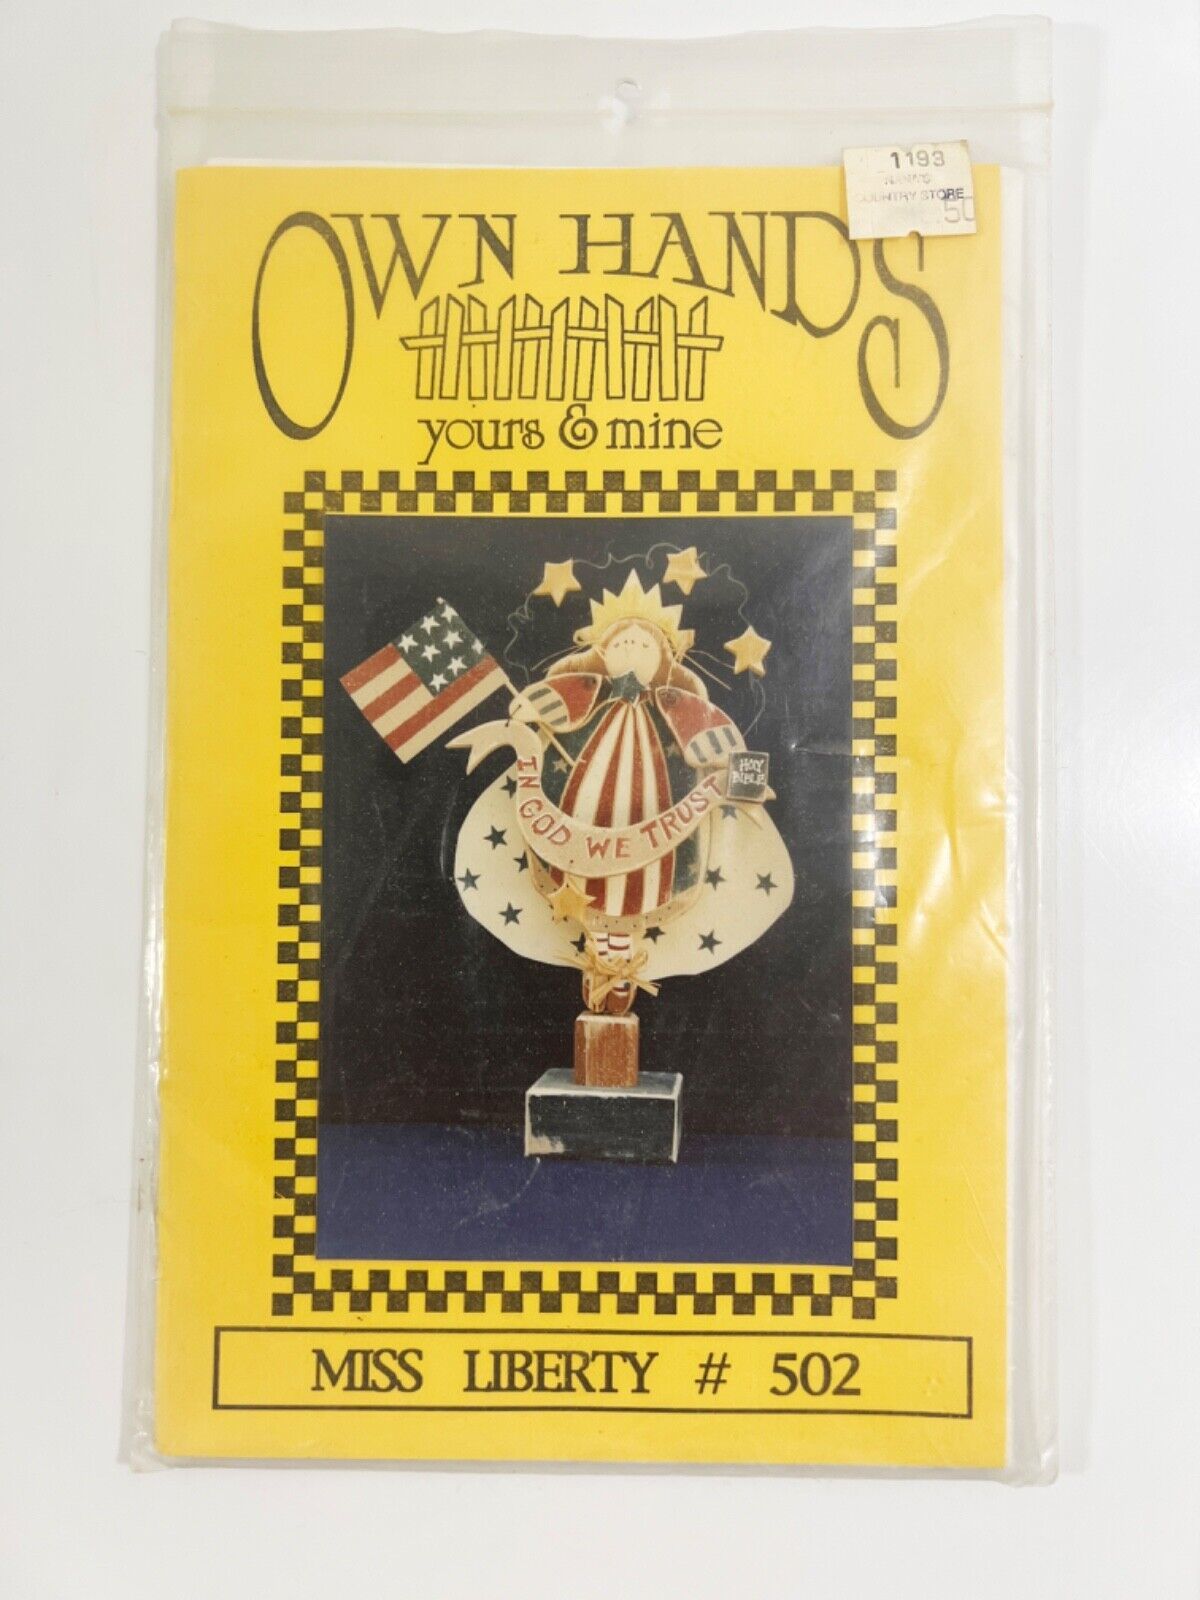 1193
COUNTRY STORE
OWN HANDS
yours & mine
HOLY
BIBLE
IN GOD WE TRUST
MISS LIBERTY # 502